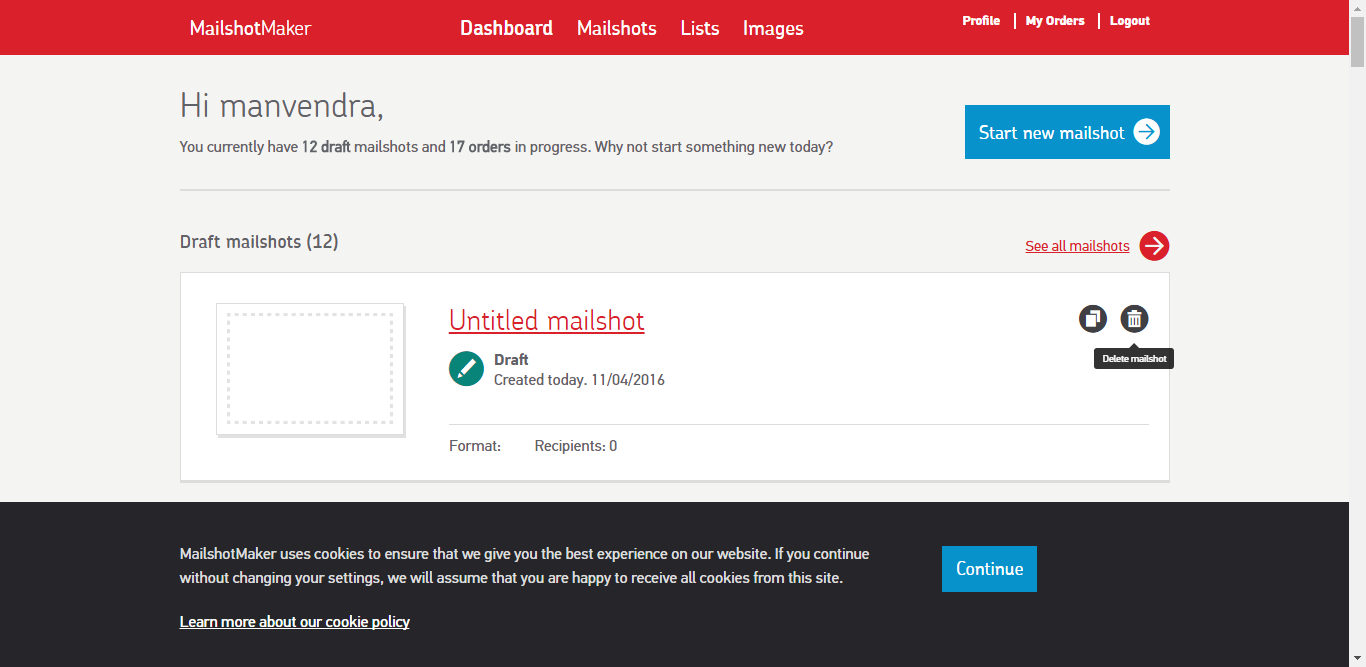 MailshotMaker
Dashboard Mailshots Lists Images
Profile My Orders Logout
Hi manvendra,
You currently have 12 draft mailshots and 17 orders in progress. Why not start something new today?
Start new mailshot
Draft mailshots (12)
See all mailshots
Untitled mailshot
Draft
Created today. 11/04/2016
Delete mailshot
Format: Recipients: 0
MailshotMaker uses cookies to ensure that we give you the best experience on our website. If you continue
without changing your settings, we will assume that you are happy to receive all cookies from this site.
Continue
Learn more about our cookie policy